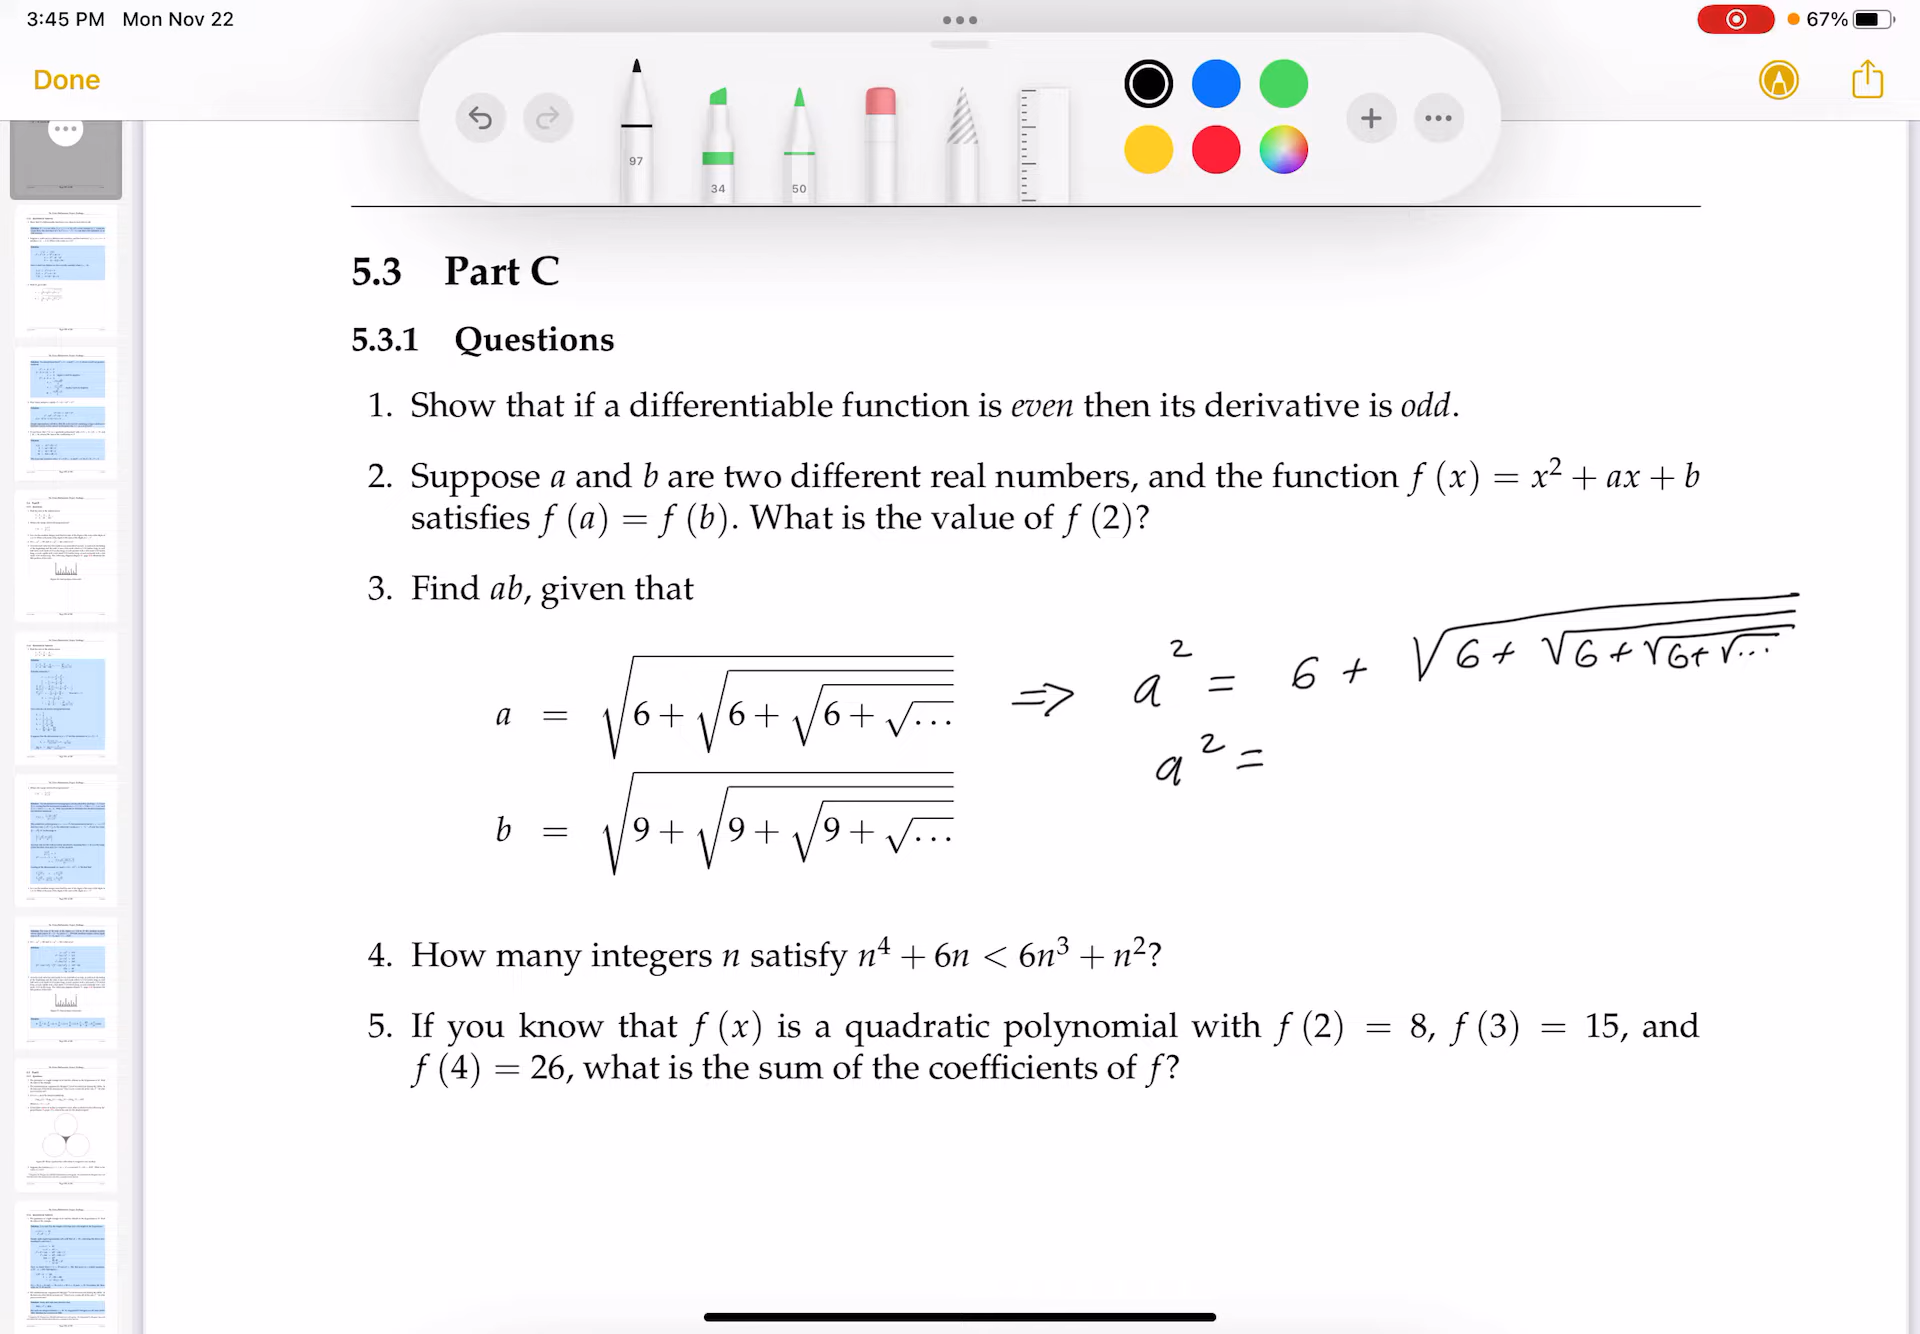 3:45 PM Mon Nov 22
67%
Done
97
34
50
5.3 Part C
5.3.1 Questions
1. Show that if a differentiable function is even then its derivative is odd.
2. Suppose a and b are two different real numbers, and the function f (x) = x² + ax + b
satisfies f (a) = f (b). What is the value of f (2)?
3. Find ab, given that
a = √(6 + √(6 + √(6 + √...))) ⇒ a² = 6 + √(6 + √(6 + √(6 + √...)))
a² =
b = √(9 + √(9 + √(9 + √...)))
4. How many integers n satisfy n⁴ + 6n < 6n³ + n²?
5. If you know that f (x) is a quadratic polynomial with f (2) = 8, f (3) = 15, and
f (4) = 26, what is the sum of the coefficients of f?